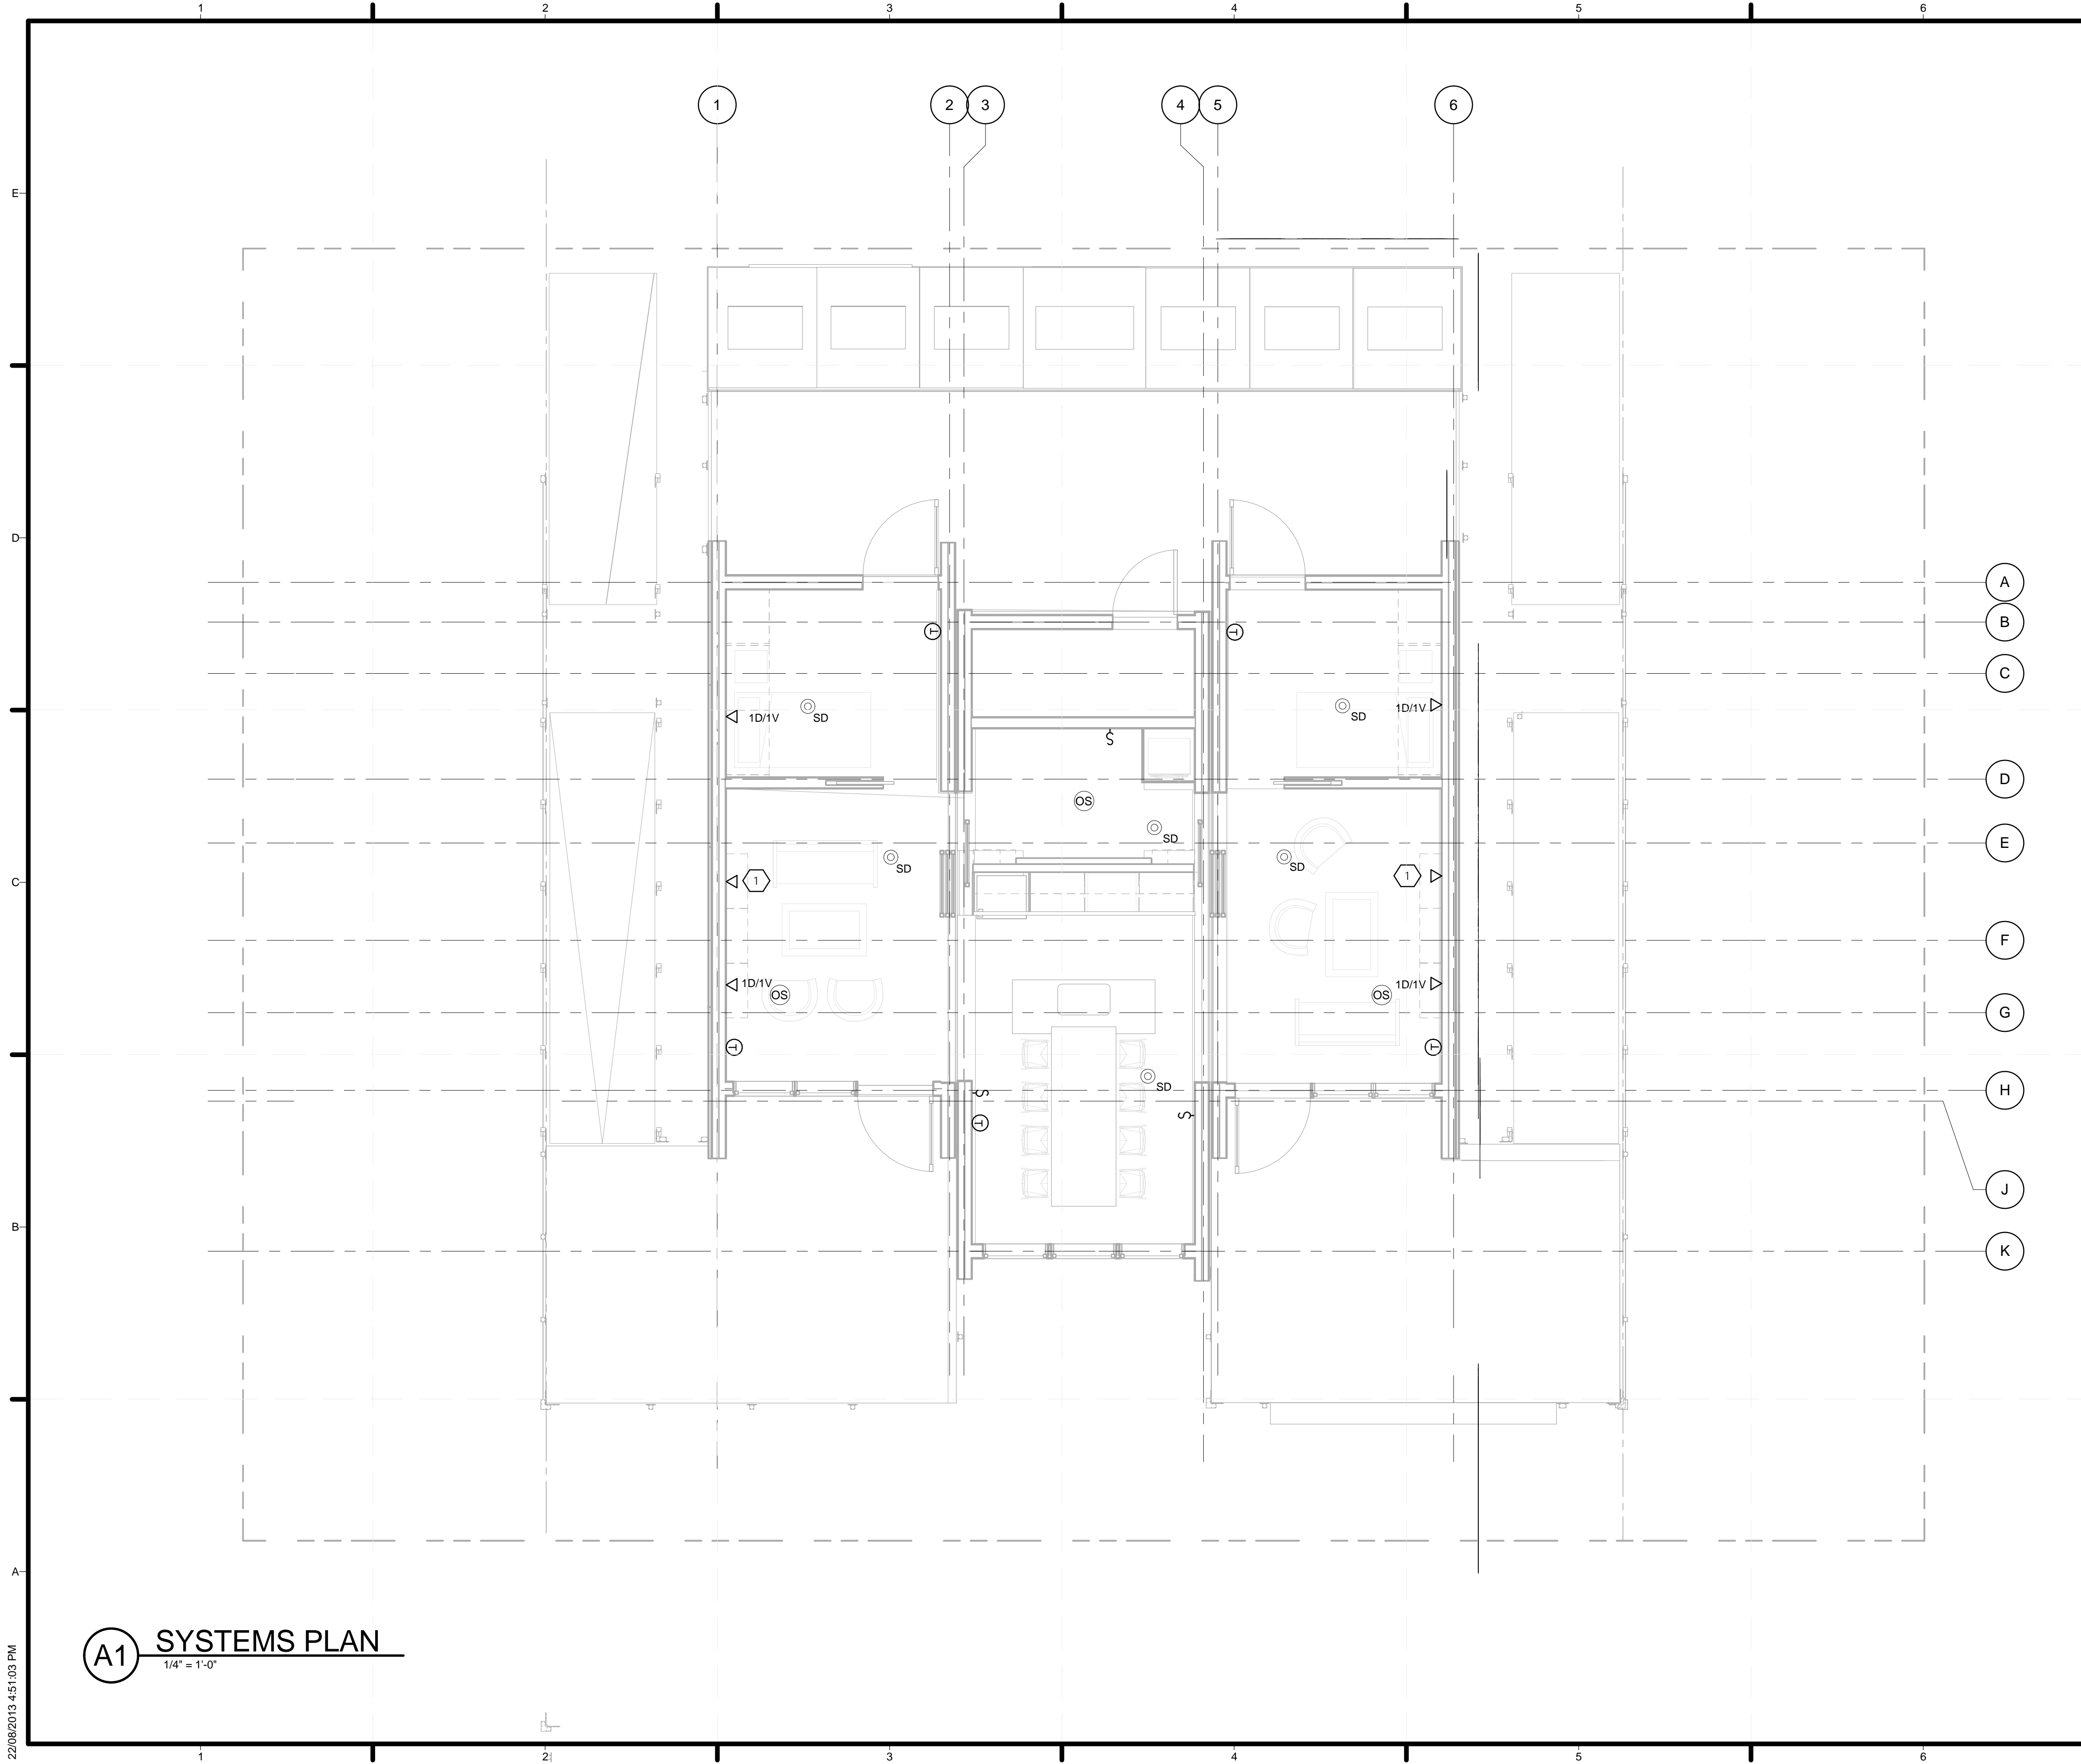 1 2 3 4 5 6
1 2 3 4 5 6
E
D
A
B
T T
C
1D/1V SD SD 1D/1V
S
D
OS
SD
E
SD SD
C
1 1
F
1D/1V 1D/1V
OS OS
G
T T
SD
H
S
S
T
J
B
K
A
A1 SYSTEMS PLAN
1/4" = 1'-0"
22/08/2013 4:51:03 PM
1 2 3 4 5 6